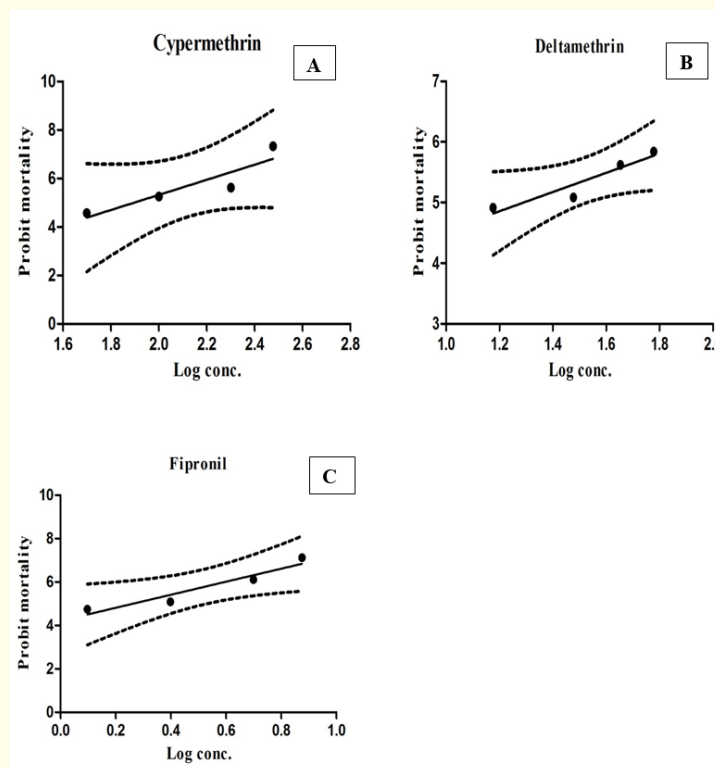 Cypermethrin
A
10
8
6
4
2
0
Probit mortality
1.6 1.8 2.0 2.2 2.4 2.6 2.8
Log conc.
Deltamethrin
B
7
6
5
4
3
Probit mortality
1.0 1.2 1.4 1.6 1.8 2.
Log conc.
Fipronil
C
10
8
6
4
2
0
Probit mortality
0.0 0.2 0.4 0.6 0.8 1.0
Log conc.